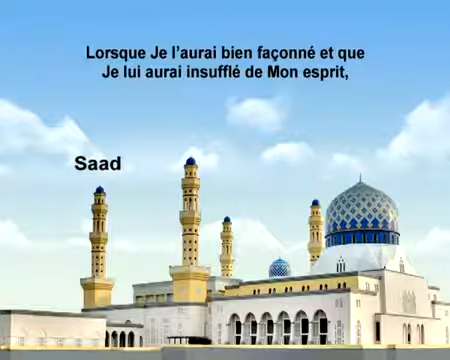 Lorsque Je l’aurai bien façonné et que
Je lui aurai insufflé de Mon esprit,
Saad